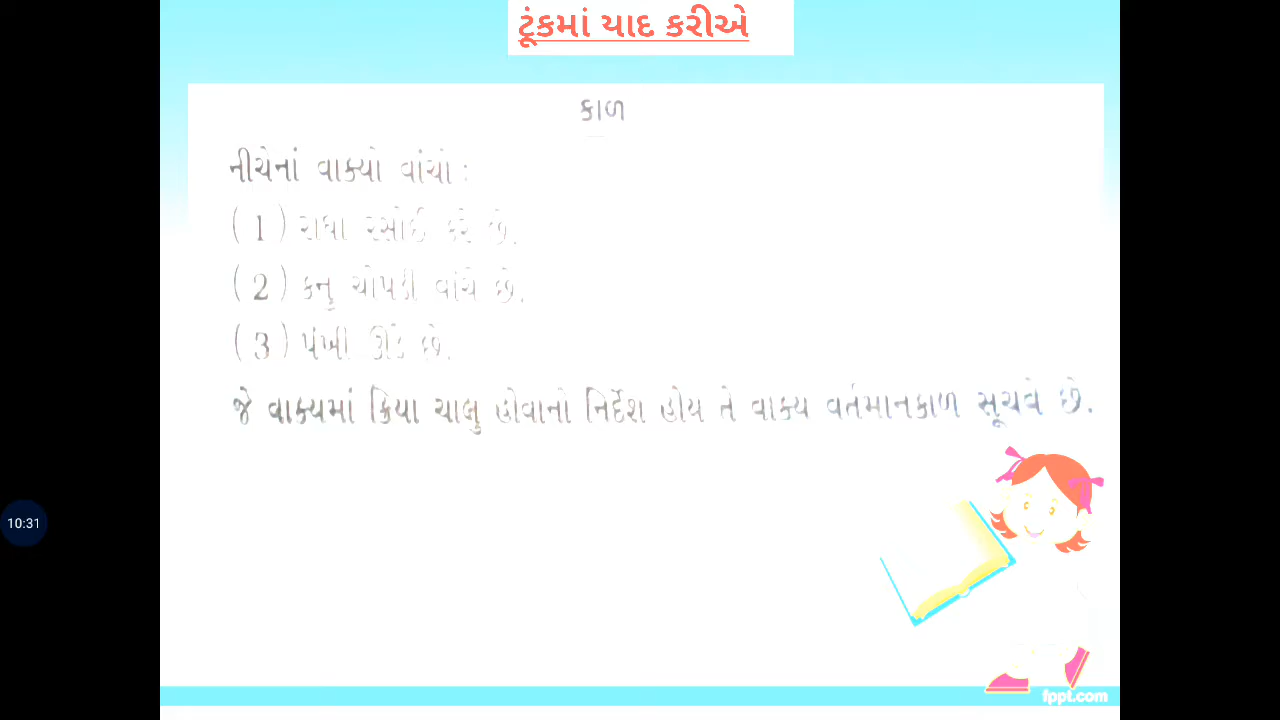 ટૂંકમાં યાદ કરીએ
કાળ
નીચેનાં વાક્યો વાંચો :
( 1 ) રાધા રસોઈ કરે છે.
( 2 ) કનુ ચોપડી વાંચે છે.
( 3 ) પંખી ઊડે છે.
જે વાક્યમાં ક્રિયા ચાલુ હોવાનો નિર્દેશ હોય તે વાક્ય વર્તમાનકાળ સૂચવે છે.
10:31
fppt.com